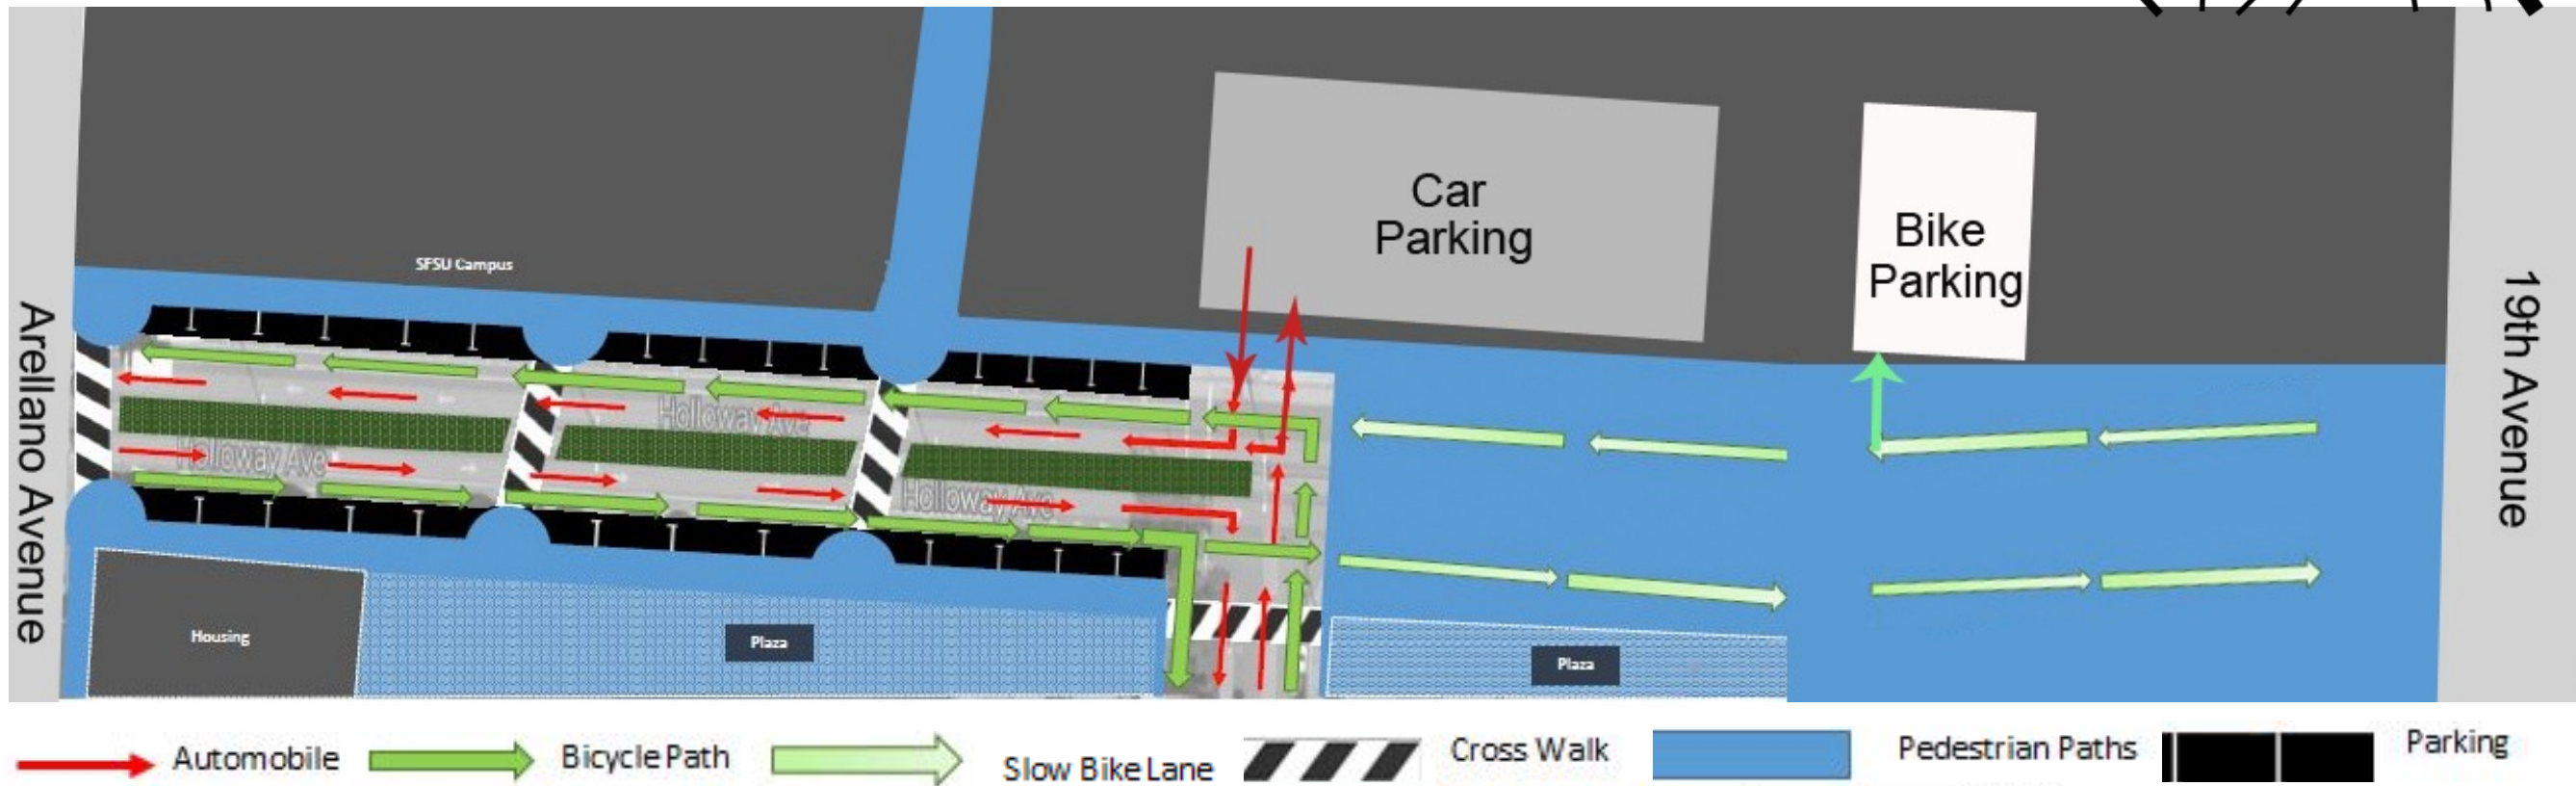 Car
Parking
Bike
Parking
SFSU Campus
Arellano Avenue
19th Avenue
Holloway Ave
Holloway Ave
Holloway Ave
Housing
Plaza
Plaza
Automobile
Bicycle Path
Slow Bike Lane
Cross Walk
Pedestrian Paths
Parking